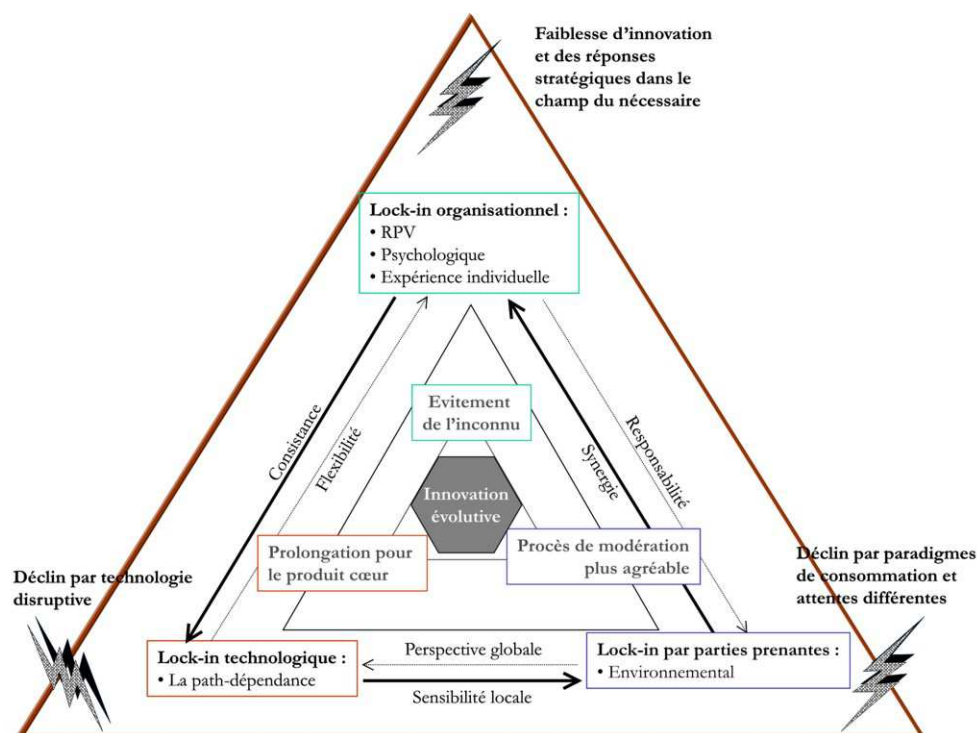 Faiblesse d'innovation
et des réponses
stratégiques dans le
champ du nécessaire
Lock-in organisationnel :
• RPV
• Psychologique
• Expérience individuelle
Consistance
Flexibilité
Evitement
de l'inconnu
Synergie
Responsabilité
Innovation
évolutive
Prolongation pour
le produit cœur
Procès de modération
plus agréable
Déclin par technologie
disruptive
Déclin par paradigmes
de consommation et
attentes différentes
Lock-in technologique :
• La path-dépendance
Perspective globale
Sensibilité locale
Lock-in par parties prenantes :
• Environnemental